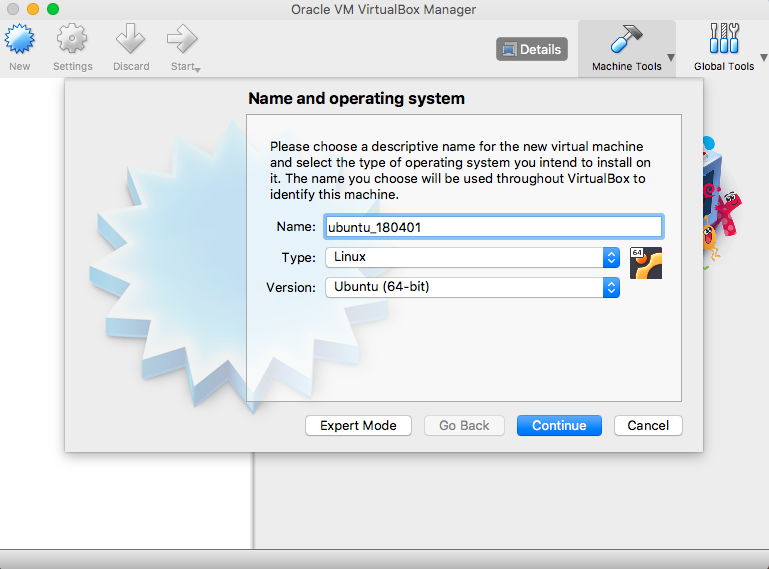 Oracle VM VirtualBox Manager
New
Settings
Discard
Start
Details
Machine Tools
Global Tools
Name and operating system
Please choose a descriptive name for the new virtual machine
and select the type of operating system you intend to install on
it. The name you choose will be used throughout VirtualBox to
identify this machine.
Name: ubuntu_180401
Type: Linux
64
Version: Ubuntu (64-bit)
Expert Mode
Go Back
Continue
Cancel